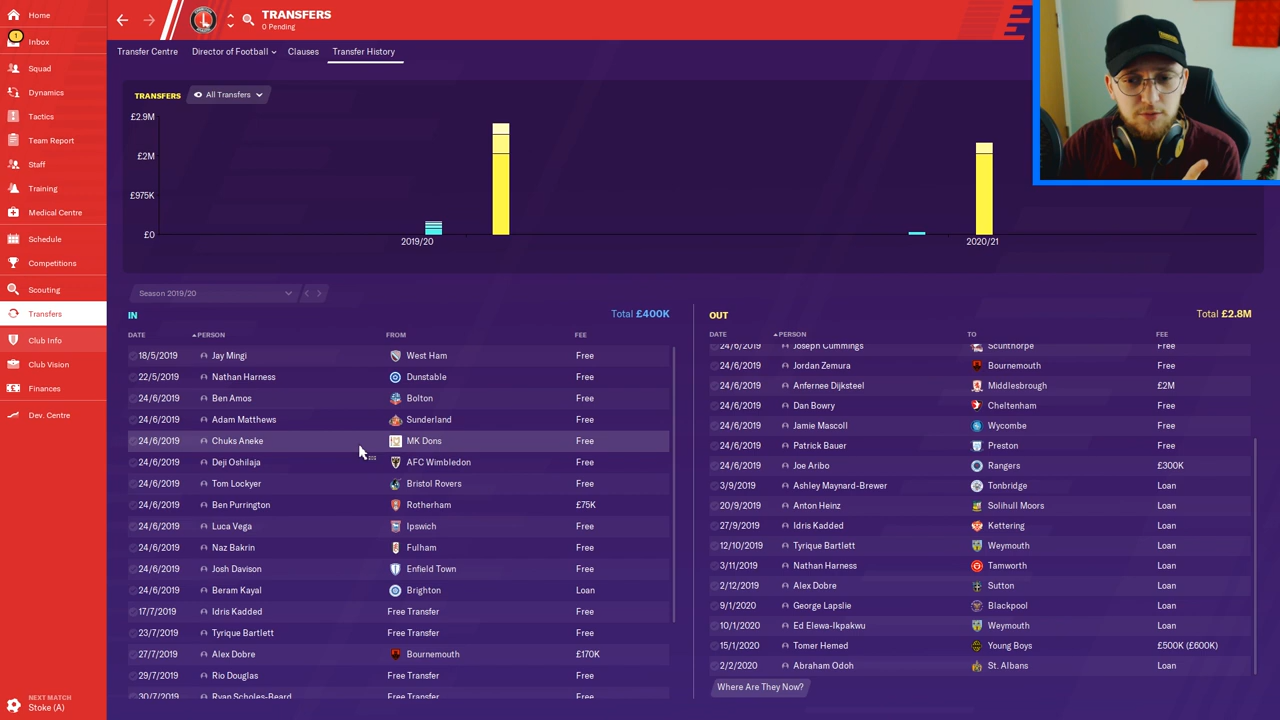 Home
TRANSFERS
0 Pending
1
Inbox
Transfer Centre
Director of Football
Clauses
Transfer History
Squad
Dynamics
Tactics
Team Report
Staff
Training
Medical Centre
Schedule
Competitions
Scouting
Transfers
Club Info
Club Vision
Finances
Dev. Centre
NEXT MATCH
Stoke (A)
TRANSFERS
All Transfers
£2.9M
£2M
£975K
£0
2019/20
2020/21
Season 2019/20
IN
Total £400K
DATE PERSON FROM FEE
18/5/2019 Jay Mingi West Ham Free
22/5/2019 Nathan Harness Dunstable Free
24/6/2019 Ben Amos Bolton Free
24/6/2019 Adam Matthews Sunderland Free
24/6/2019 Chuks Aneke MK Dons Free
24/6/2019 Deji Oshilaja AFC Wimbledon Free
24/6/2019 Tom Lockyer Bristol Rovers Free
24/6/2019 Ben Purrington Rotherham £75K
24/6/2019 Luca Vega Ipswich Free
24/6/2019 Naz Bakrin Fulham Free
24/6/2019 Josh Davison Enfield Town Free
24/6/2019 Beram Kayal Brighton Loan
17/7/2019 Idris Kadded Free Transfer Free
23/7/2019 Tyrique Bartlett Free Transfer Free
27/7/2019 Alex Dobre Bournemouth £170K
29/7/2019 Rio Douglas Free Transfer Free
30/7/2019 Ryan Scholes-Beard Free Transfer Free
OUT
Total £2.8M
DATE PERSON TO FEE
24/6/2019 Joseph Cummings Scunthorpe Free
24/6/2019 Jordan Zemura Bournemouth Free
24/6/2019 Anfernee Dijksteel Middlesbrough £2M
24/6/2019 Dan Bowry Cheltenham Free
24/6/2019 Jamie Mascoll Wycombe Free
24/6/2019 Patrick Bauer Preston Free
24/6/2019 Joe Aribo Rangers £300K
3/9/2019 Ashley Maynard-Brewer Tonbridge Loan
20/9/2019 Anton Heinz Solihull Moors Loan
27/9/2019 Idris Kadded Kettering Loan
12/10/2019 Tyrique Bartlett Weymouth Loan
3/11/2019 Nathan Harness Tamworth Loan
2/12/2019 Alex Dobre Sutton Loan
9/1/2020 George Lapslie Blackpool Loan
10/1/2020 Ed Elewa-Ikpakwu Weymouth Loan
15/1/2020 Tomer Hemed Young Boys £500K (£600K)
2/2/2020 Abraham Odoh St. Albans Loan
Where Are They Now?